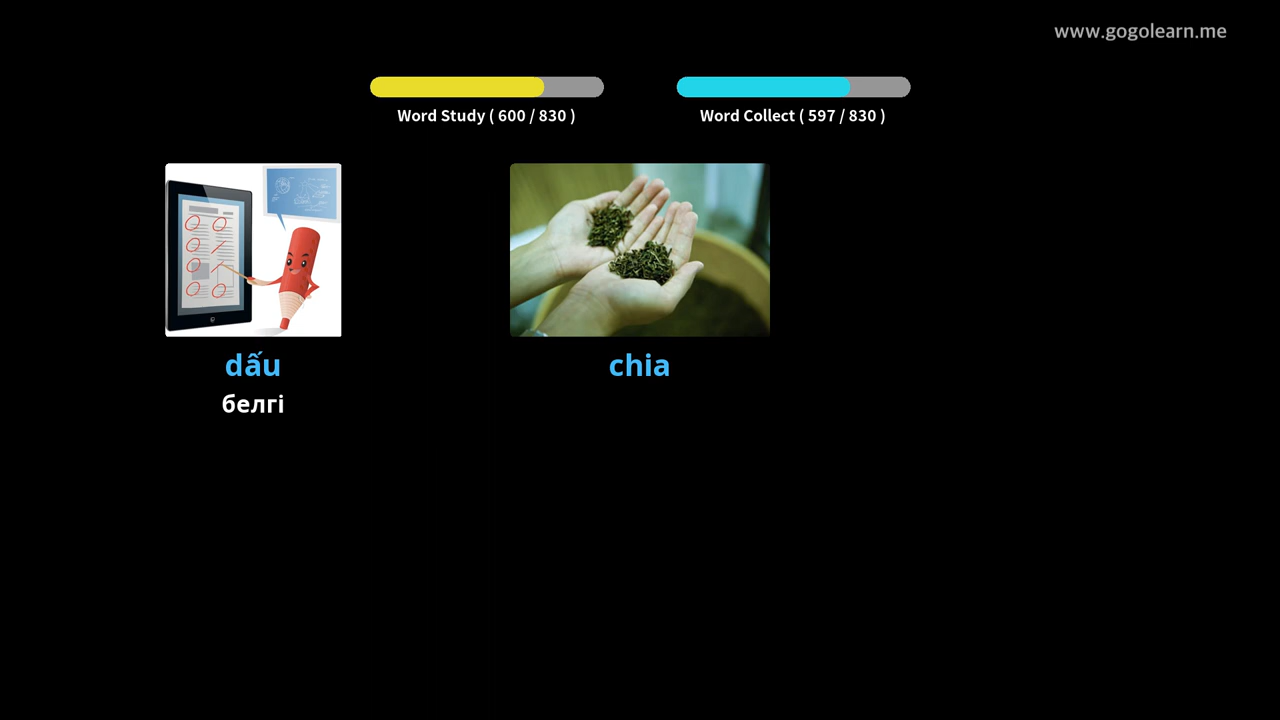 www.gogolearn.me
Word Study ( 600 / 830 )
Word Collect ( 597 / 830 )
dấu
chia
белгі